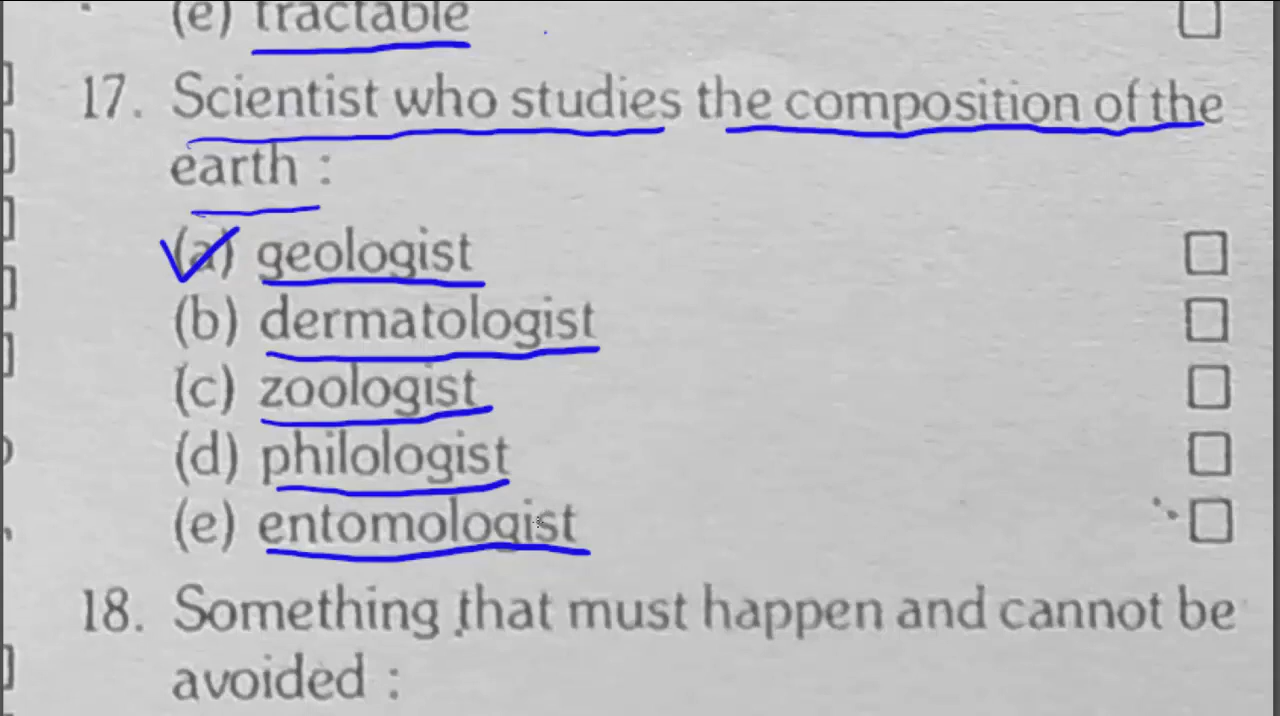 (e) tractable
17. Scientist who studies the composition of the
earth :
(a) geologist
(b) dermatologist
(c) zoologist
(d) philologist
(e) entomologist
18. Something that must happen and cannot be
avoided :